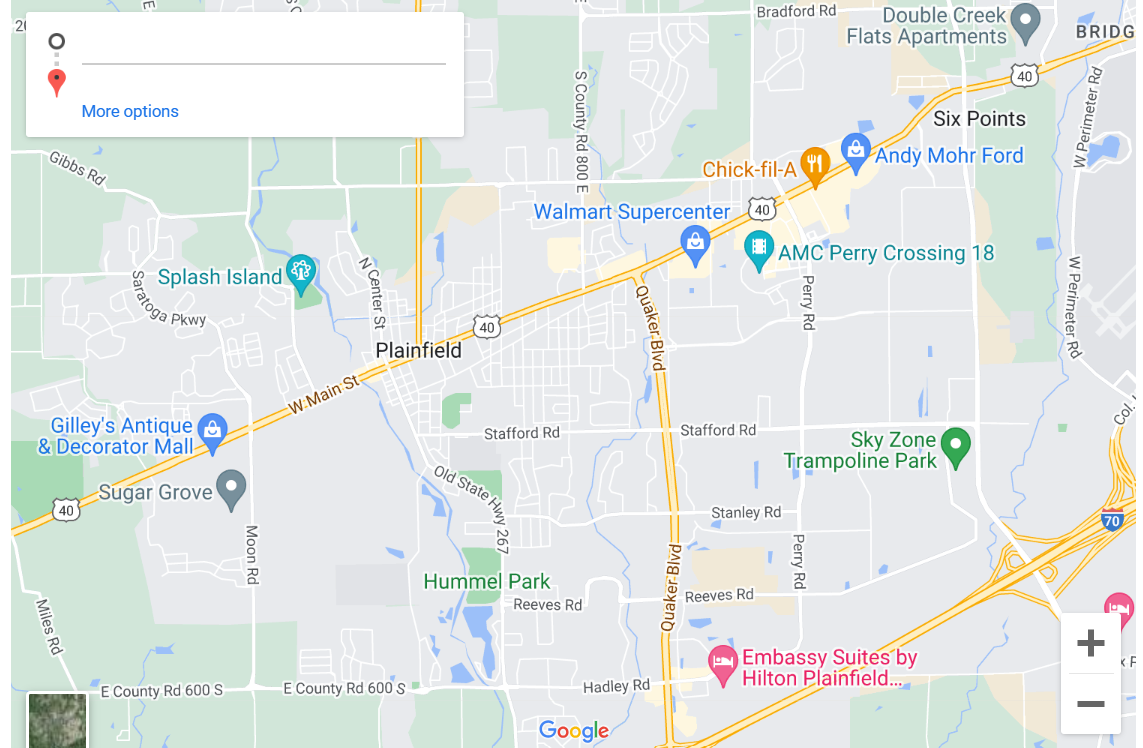 Bradford Rd
Double Creek
Flats Apartments
BRIDG
40
More options
S County Rd 800 E
Six Points
W Perimeter Rd
Gibbs Rd
Chick-fil-A
Andy Mohr Ford
Walmart Supercenter
40
AMC Perry Crossing 18
Splash Island
N Center St
Saratoga Pkwy
Quaker Blvd
Perry Rd
W Perimeter Rd
40
Plainfield
W Main St
Gilley's Antique
& Decorator Mall
Stafford Rd
Stafford Rd
Sky Zone
Trampoline Park
Col.
Sugar Grove
40
Old State Hwy 267
Stanley Rd
70
Moon Rd
Perry Rd
Quaker Blvd
Hummel Park
Reeves Rd
Reeves Rd
Miles Rd
Embassy Suites by
Hilton Plainfield...
E County Rd 600 S
E County Rd 600 S
Hadley Rd
Google